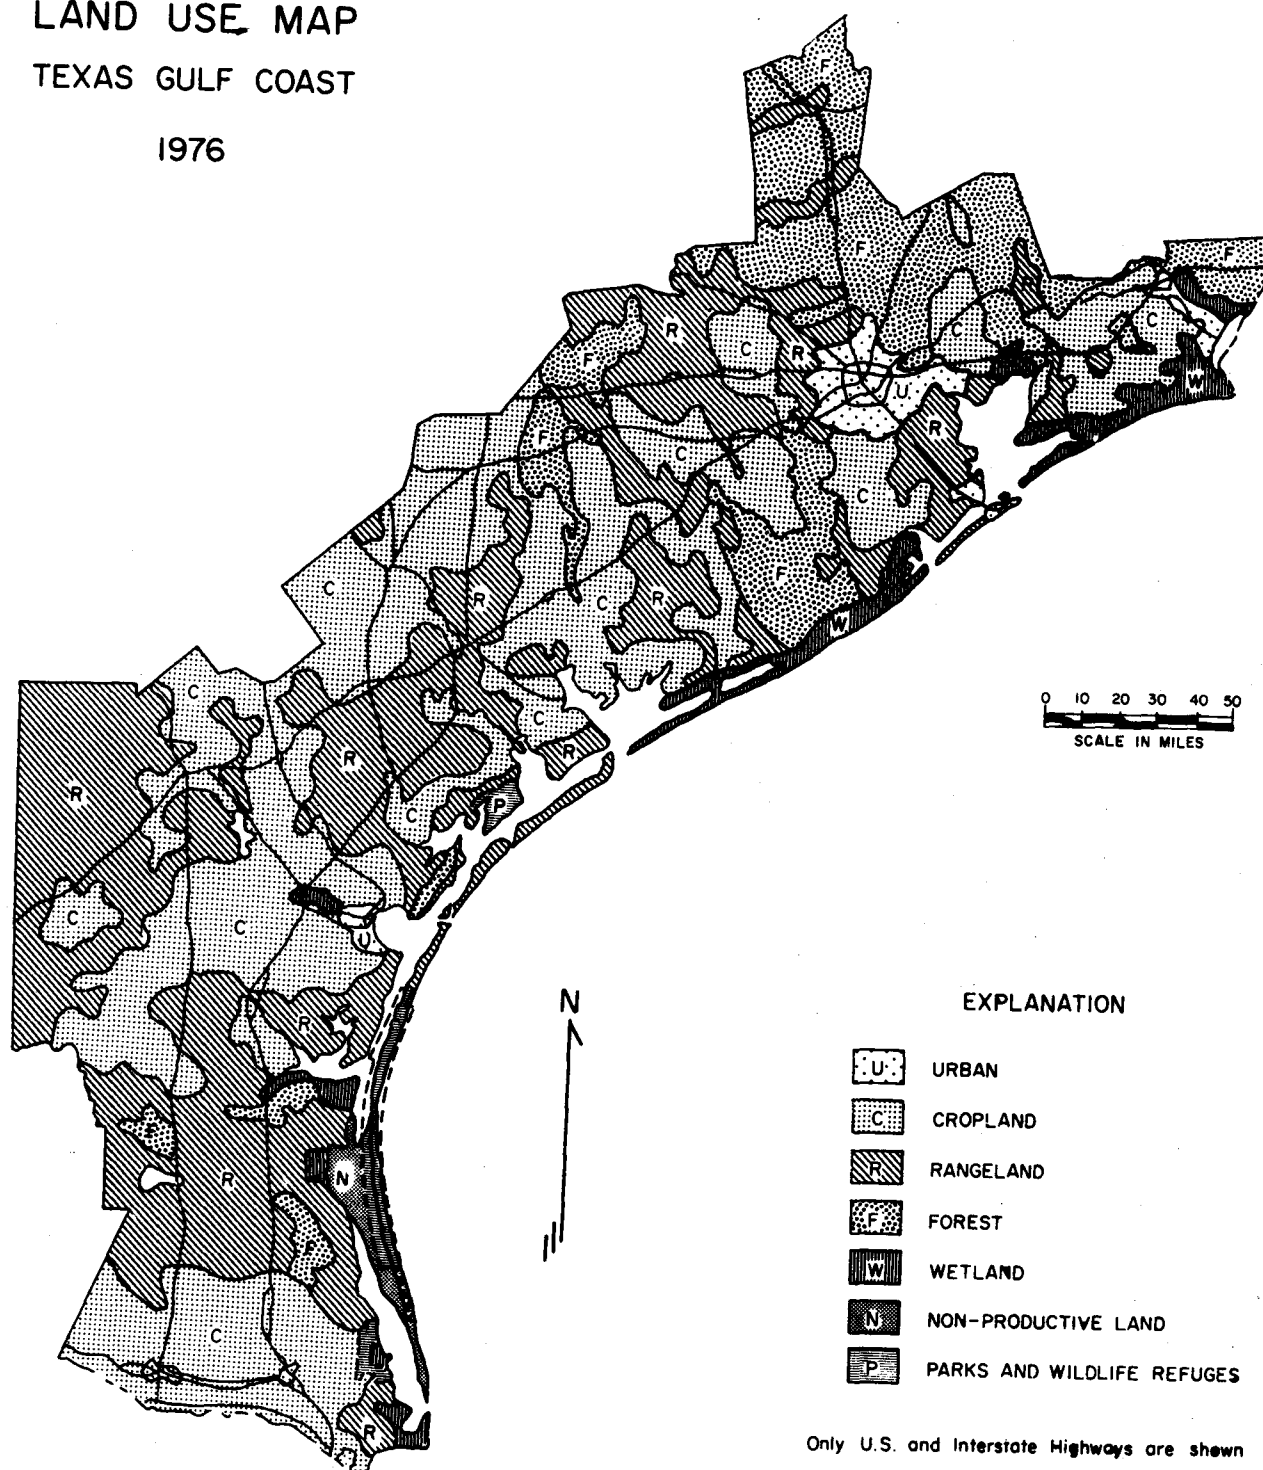 LAND USE MAP
TEXAS GULF COAST
1976
F
F
F
R
R
C
C
C
R
F
U
W
R
F
C
C
F
C
R
C
R
W
C
C
R
R
R
P
C
C
C
U
R
F
R
N
F
C
R
0 10 20 30 40 50
SCALE IN MILES
N
EXPLANATION
U URBAN
C CROPLAND
R RANGELAND
F FOREST
W WETLAND
N NON-PRODUCTIVE LAND
P PARKS AND WILDLIFE REFUGES
Only U.S. and Interstate Highways are shown